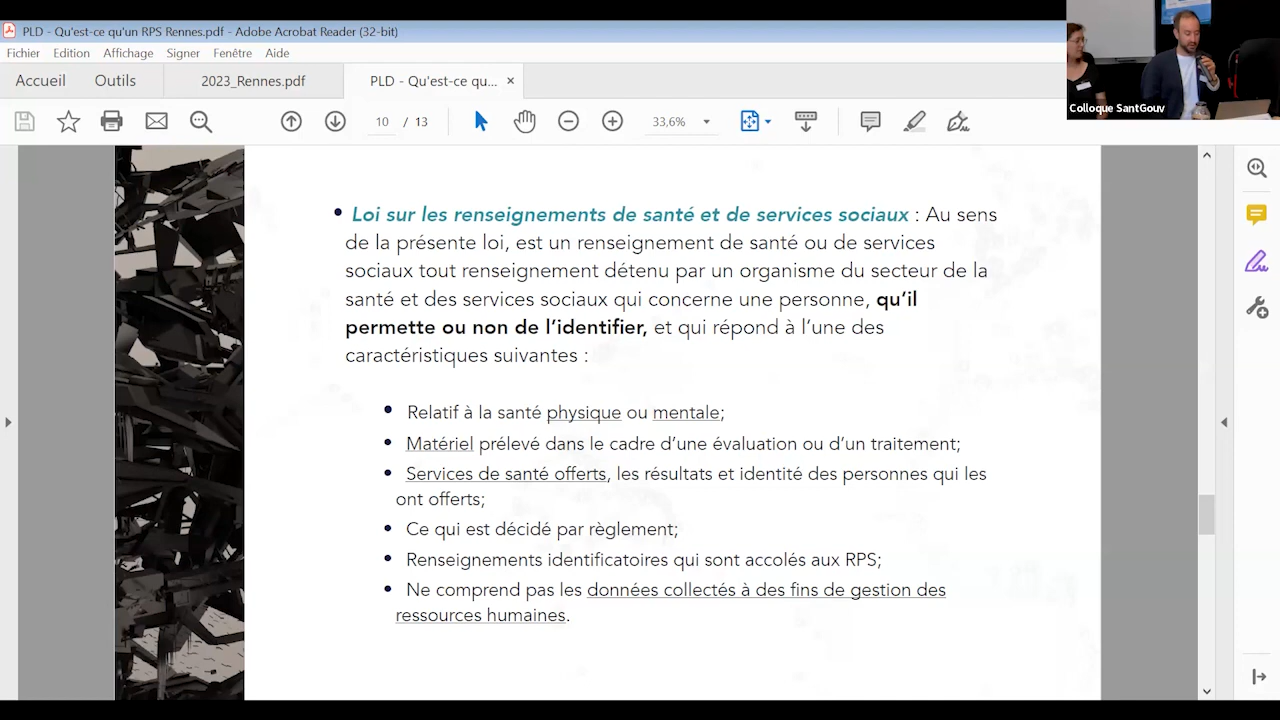 PLD - Qu'est-ce qu'un RPS Rennes.pdf - Adobe Acrobat Reader (32-bit)
Fichier Edition Affichage Signer Fenêtre Aide
Accueil Outils 2023_Rennes.pdf PLD - Qu'est-ce qu... ×
10 / 13 33,6%
Colloque SantGouv
• Loi sur les renseignements de santé et de services sociaux : Au sens
de la présente loi, est un renseignement de santé ou de services
sociaux tout renseignement détenu par un organisme du secteur de la
santé et des services sociaux qui concerne une personne, qu'il
permette ou non de l'identifier, et qui répond à l'une des
caractéristiques suivantes :
• Relatif à la santé physique ou mentale;
• Matériel prélevé dans le cadre d'une évaluation ou d'un traitement;
• Services de santé offerts, les résultats et identité des personnes qui les
ont offerts;
• Ce qui est décidé par règlement;
• Renseignements identificatoires qui sont accolés aux RPS;
• Ne comprend pas les données collectés à des fins de gestion des
ressources humaines.